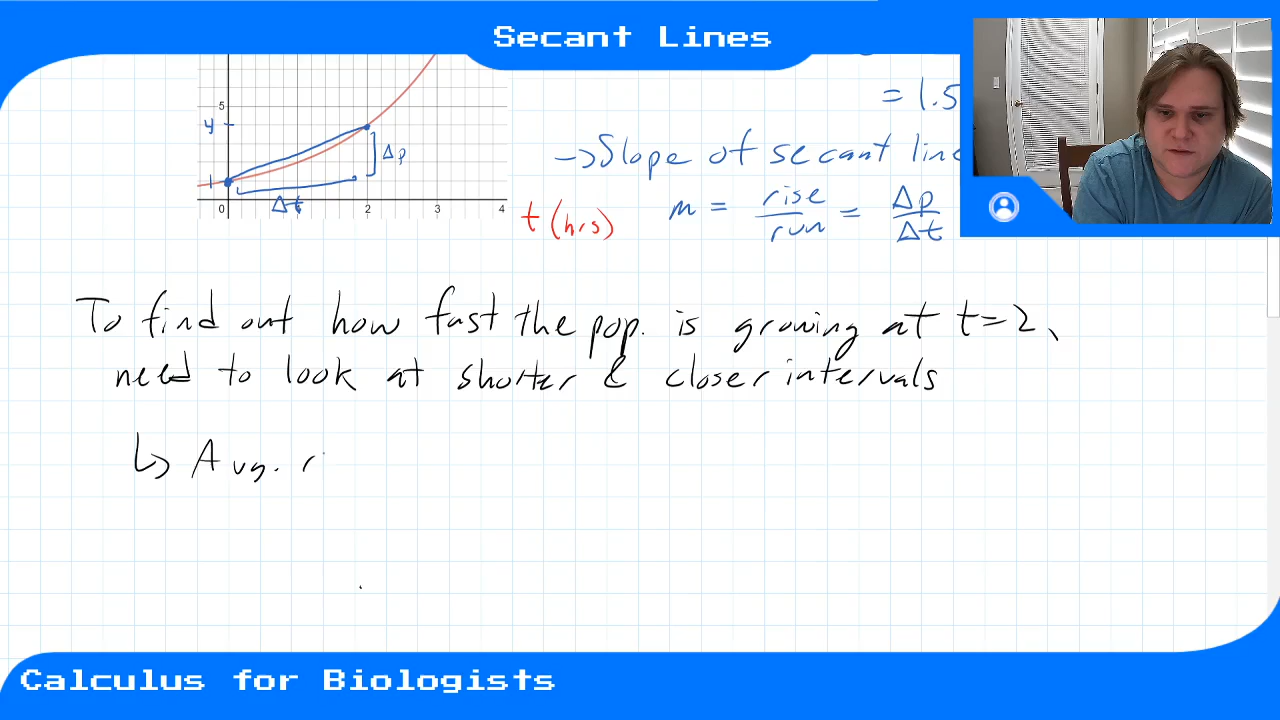 Secant Lines
5
4
Δp
1
0
2
3
4
Δt
t (hrs)
= 1.5
→ Slope of secant line
m = rise/run = Δp/Δt
To find out how fast the pop. is growing at t=2,
need to look at shorter & closer intervals
↳ Avg. r
Calculus for Biologists